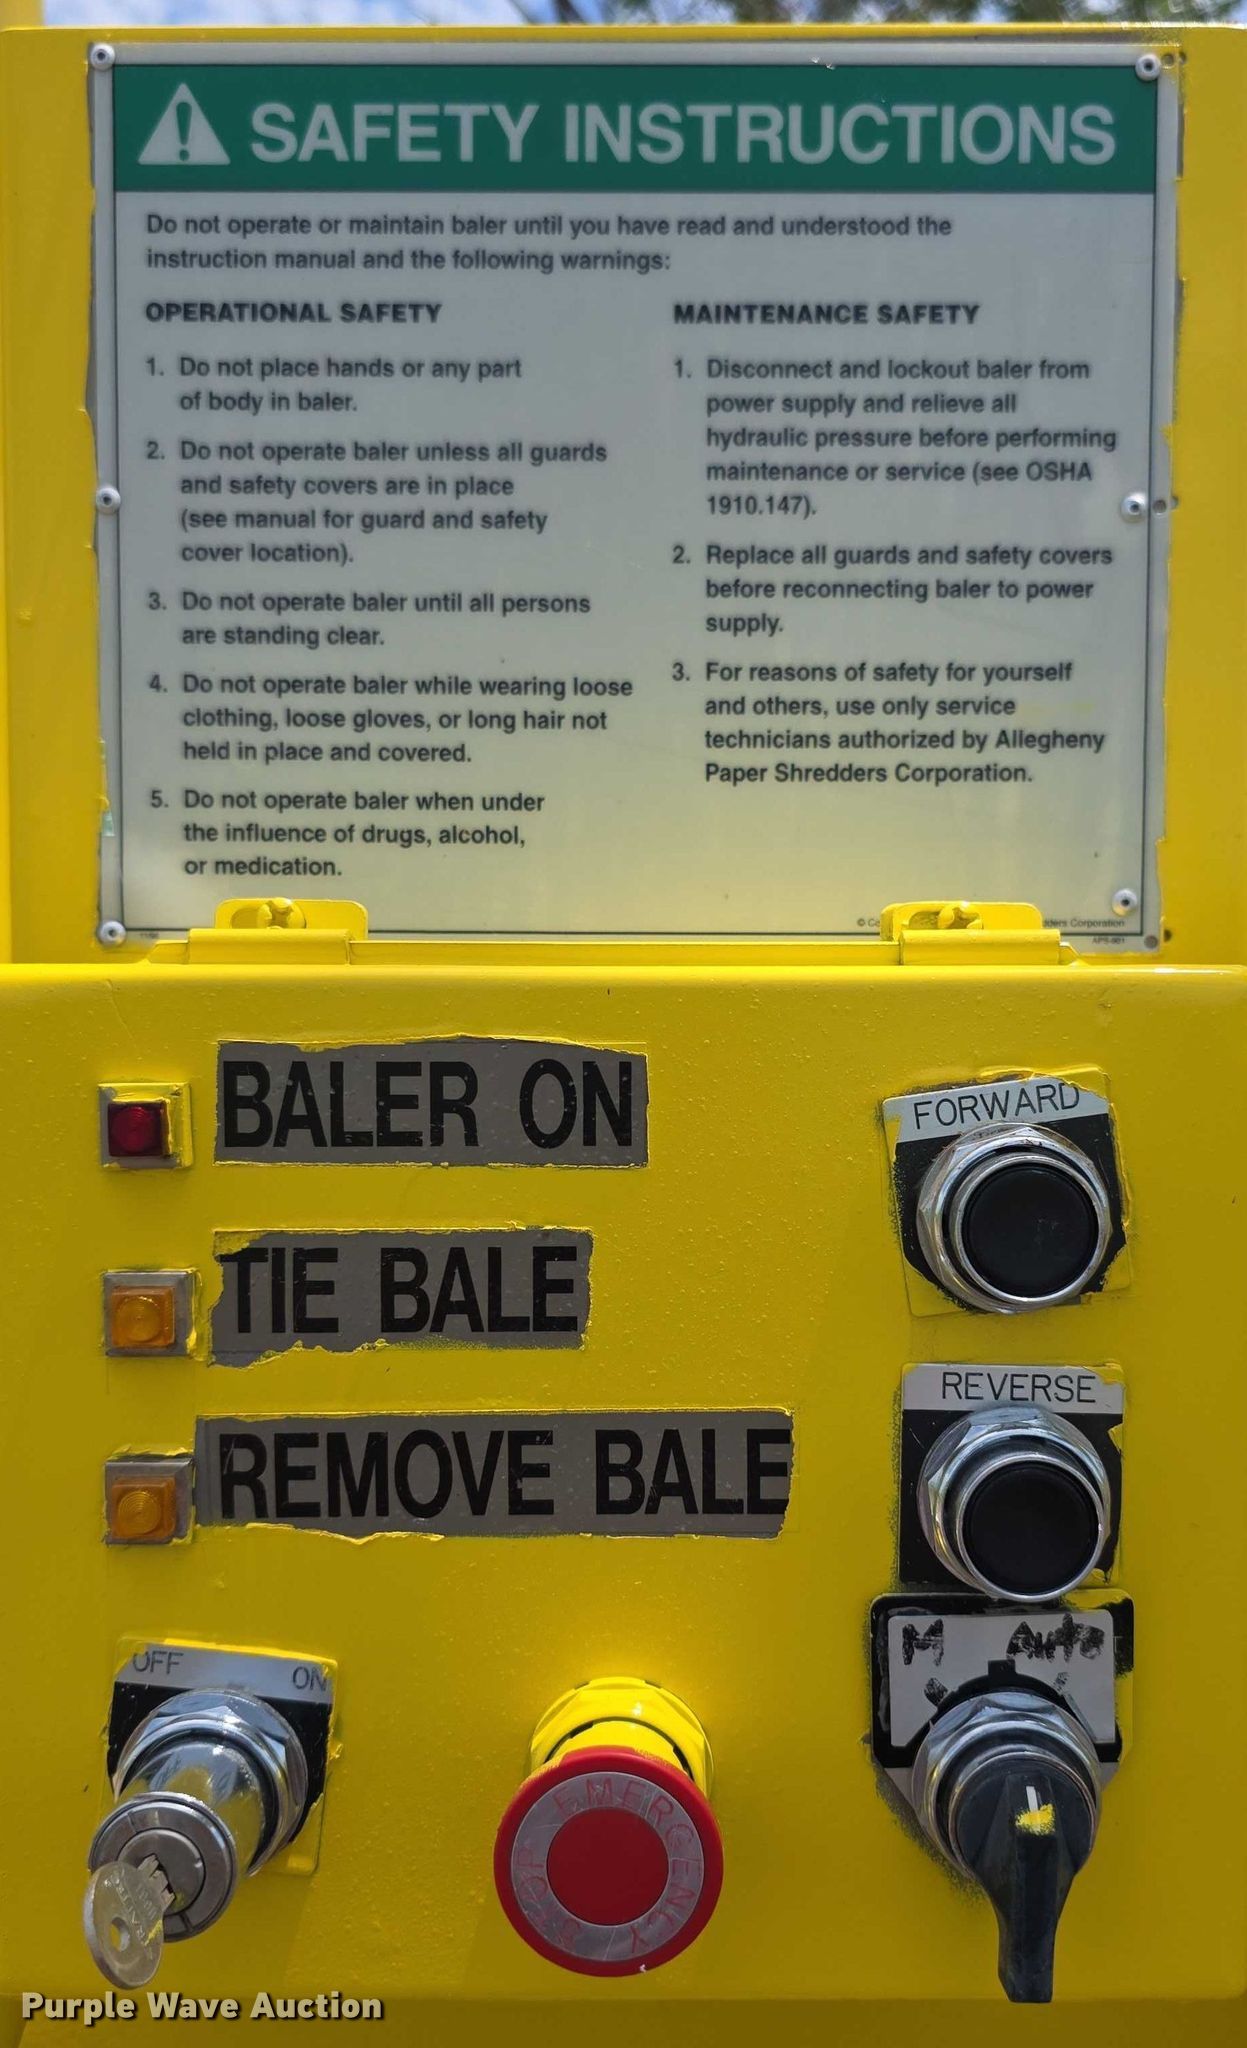 SAFETY INSTRUCTIONS
Do not operate or maintain baler until you have read and understood the
instruction manual and the following warnings:
OPERATIONAL SAFETY
1. Do not place hands or any part
of body in baler.
2. Do not operate baler unless all guards
and safety covers are in place
(see manual for guard and safety
cover location).
3. Do not operate baler until all persons
are standing clear.
4. Do not operate baler while wearing loose
clothing, loose gloves, or long hair not
held in place and covered.
5. Do not operate baler when under
the influence of drugs, alcohol,
or medication.
MAINTENANCE SAFETY
1. Disconnect and lockout baler from
power supply and relieve all
hydraulic pressure before performing
maintenance or service (see OSHA
1910.147).
2. Replace all guards and safety covers
before reconnecting baler to power
supply.
3. For reasons of safety for yourself
and others, use only service
technicians authorized by Allegheny
Paper Shredders Corporation.
Corporation
BALER ON
FORWARD
TIE BALE
REVERSE
REMOVE BALE
M Auto
OFF ON
EMERGENCY
STOP
Purple Wave Auction